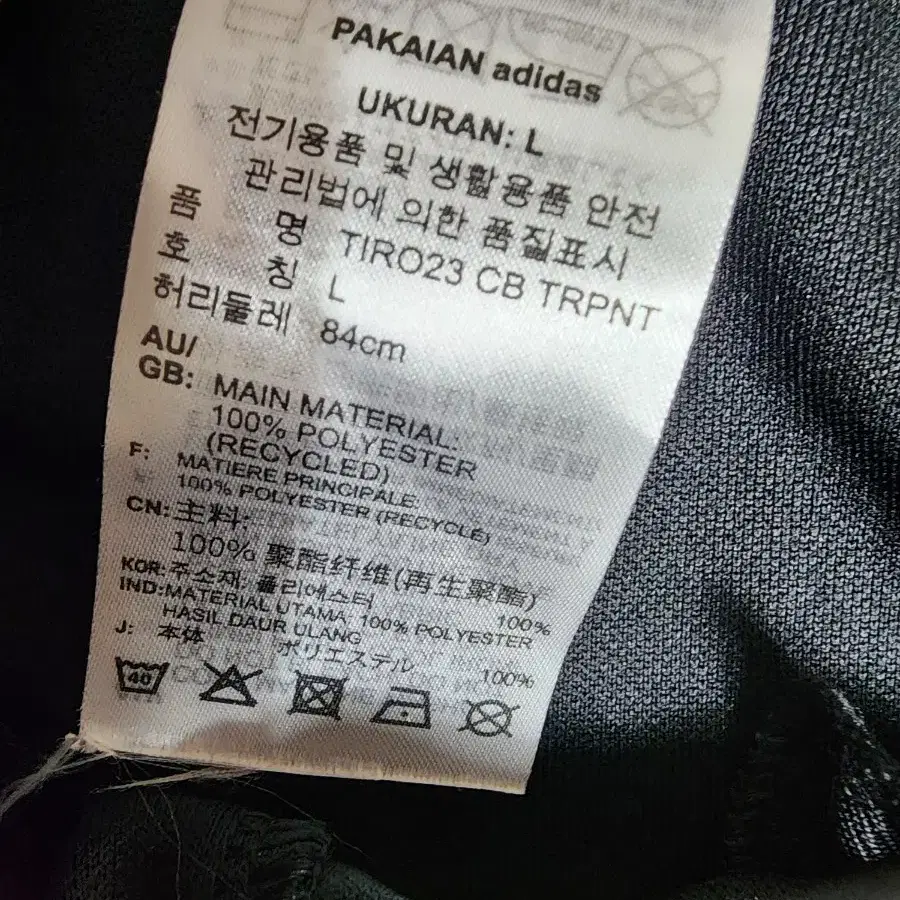 PAKAIAN adidas
UKURAN: L
전기용품 및 생활용품 안전
관리법에 의한 품질표시
품 명 TIRO23 CB TRPNT
호 칭 L
허리둘레 84cm
AU/
GB: MAIN MATERIAL:
100% POLYESTER
(RECYCLED)
F: MATIERE PRINCIPALE:
100% POLYESTER (RECYCLÉ)
CN: 主料:
100% 聚酯纤维(再生聚酯)
KOR: 주소재: 폴리에스터 100%
IND: MATERIAL UTAMA: 100% POLYESTER
HASIL DAUR ULANG
J: 本体 ポリエステル 100%
40